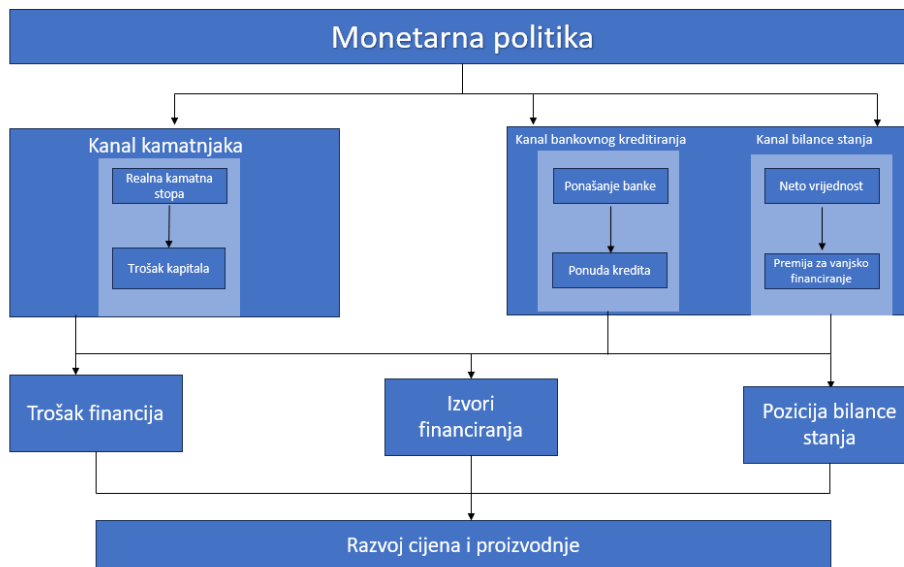 Monetarna politika
Kanal kamatnjaka
Realna kamatna
stopa
Trošak kapitala
Kanal bankovnog kreditiranja
Ponašanje banke
Ponuda kredita
Kanal bilance stanja
Neto vrijednost
Premija za vanjsko
financiranje
Trošak financija
Izvori
financiranja
Pozicija bilance
stanja
Razvoj cijena i proizvodnje